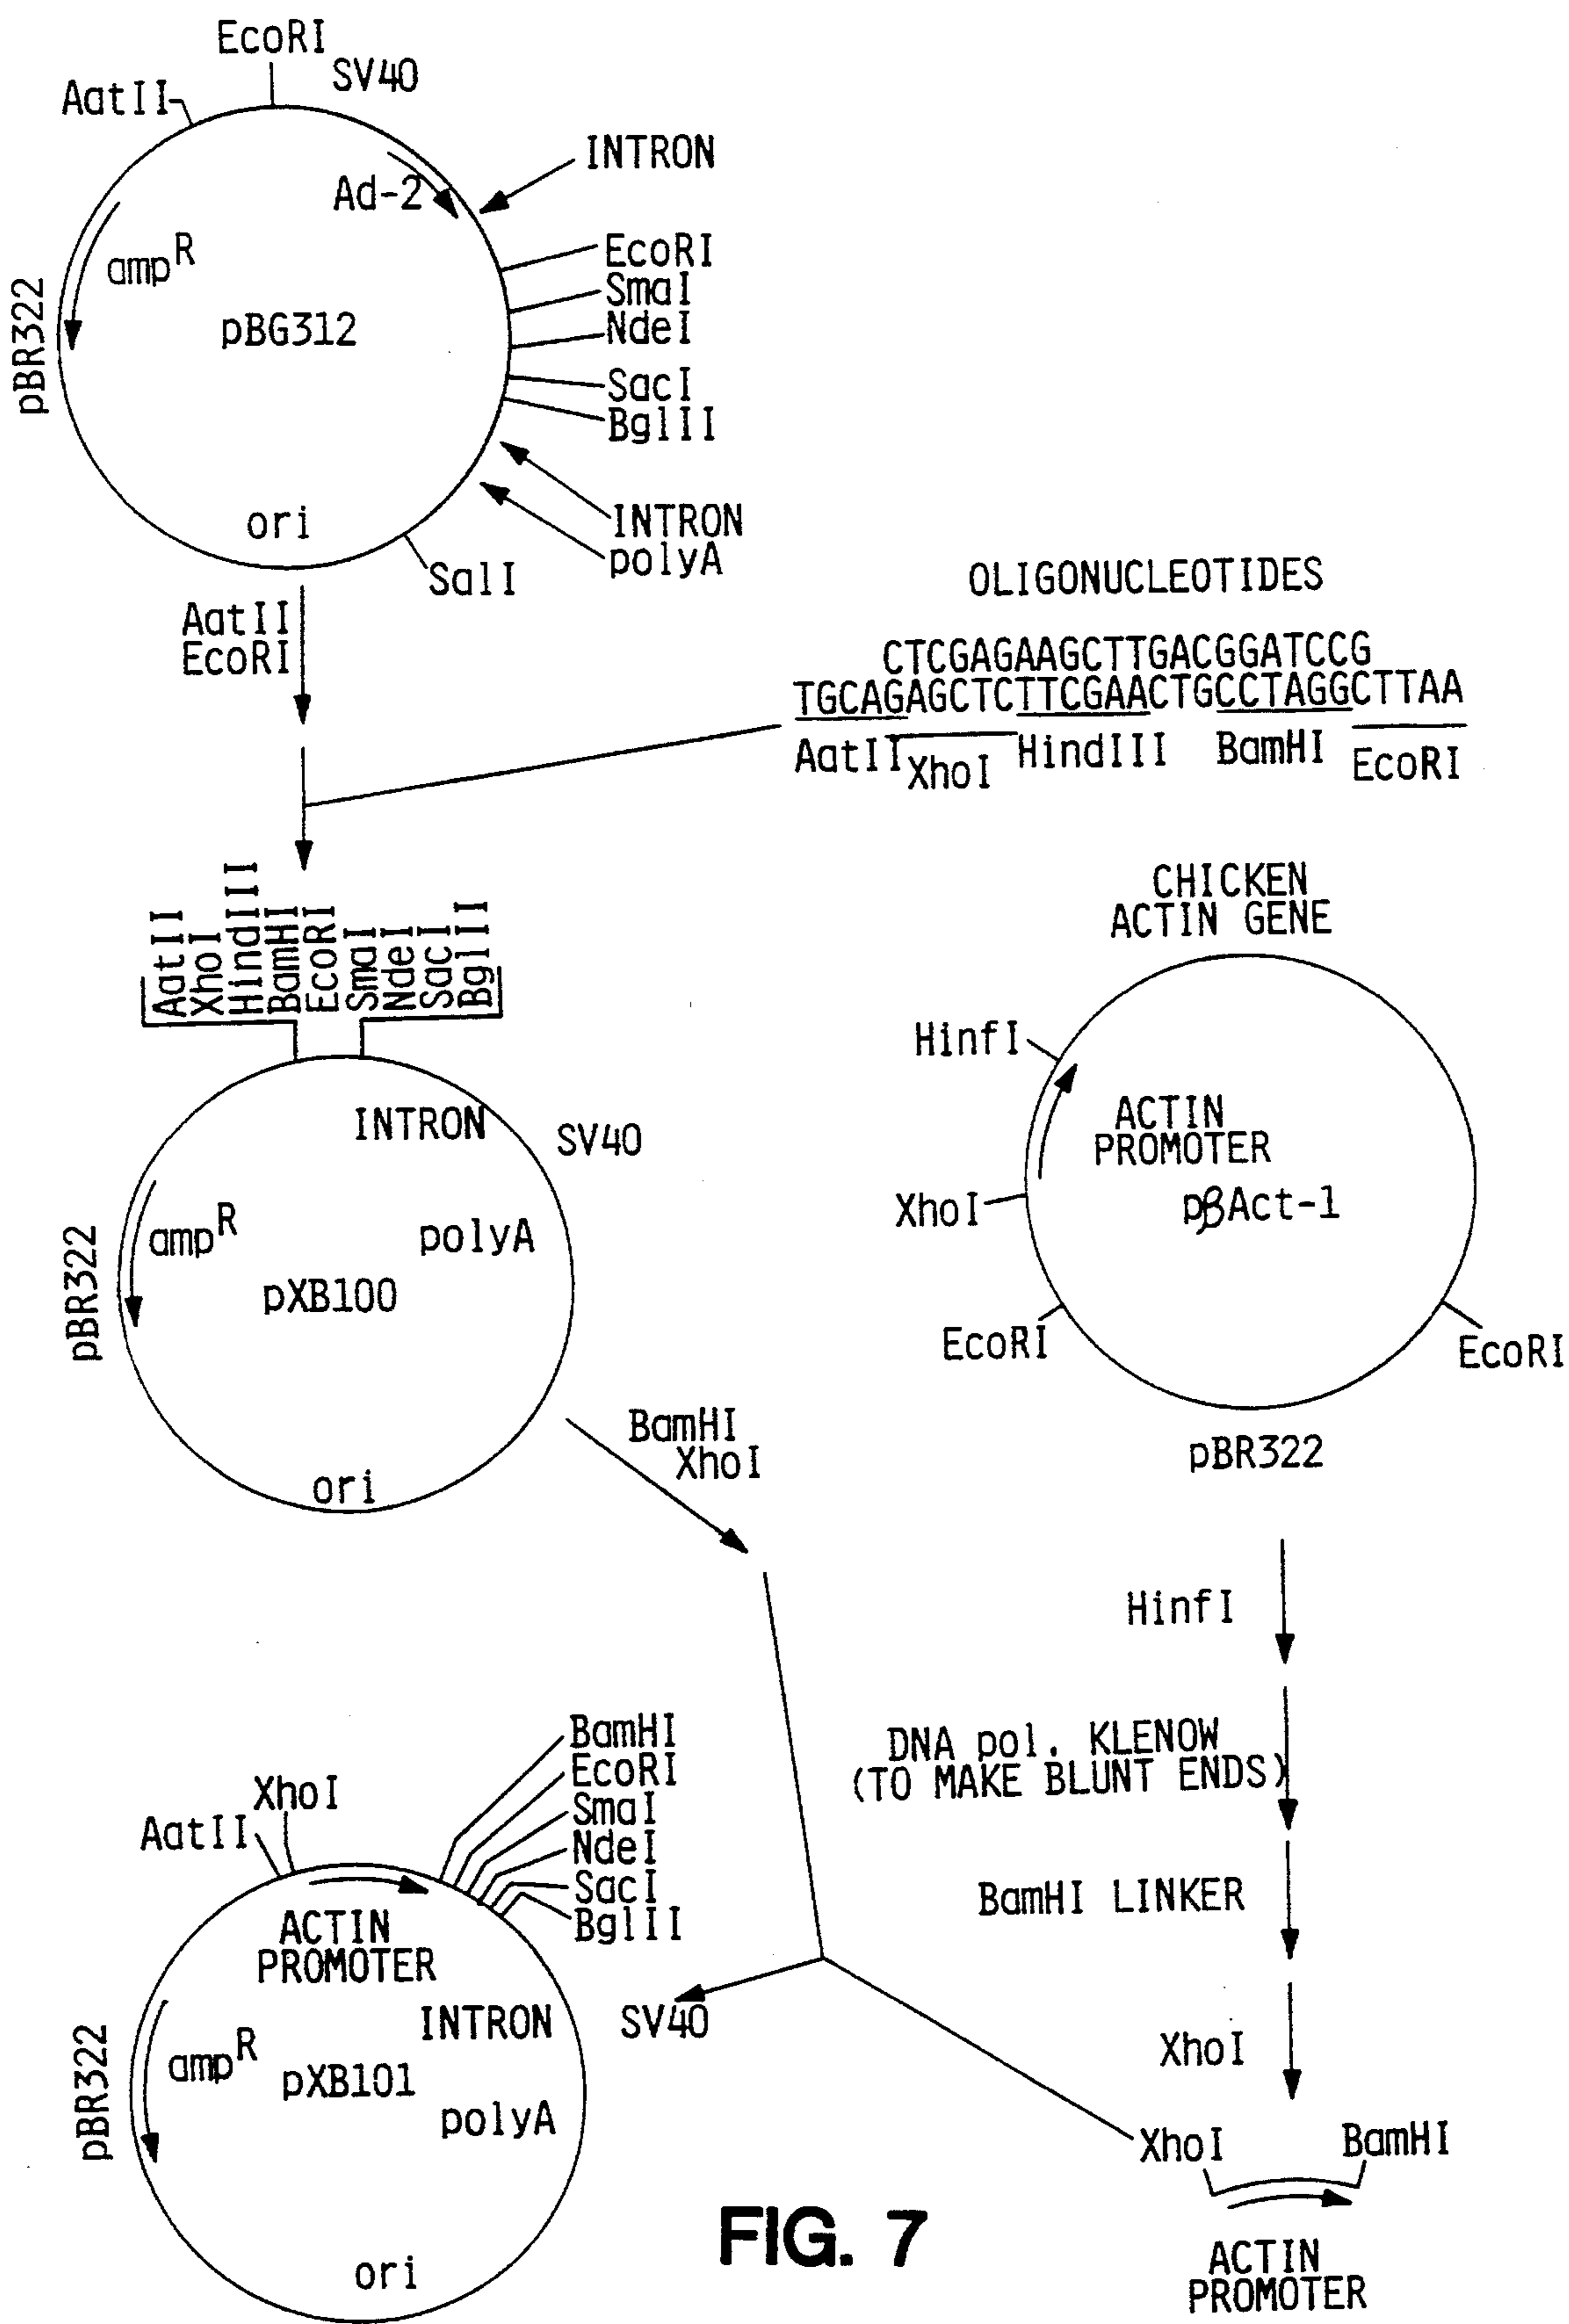 EcoRI
SV40
AatII
INTRON
Ad-2
ampR
EcoRI
SmaI
NdeI
pBG312
pBR322
SacI
BglII
ori
INTRON
polyA
SalI
AatII
EcoRI
OLIGONUCLEOTIDES
CTCGAGAAGCTTGACGGATCCG
TGCAGAGCTCTTCGAACTGCCTAGGCTTAA
AatII
XhoI
HindIII
BamHI
EcoRI
AatII
XhoI
HindIII
BamHI
EcoRI
SmaI
NdeI
SacI
BglII
CHICKEN
ACTIN GENE
HinfI
ACTIN
PROMOTER
XhoI
pβAct-1
EcoRI
EcoRI
pBR322
INTRON
SV40
ampR
polyA
pBR322
pXB100
ori
BamHI
XhoI
HinfI
DNA pol. KLENOW
(TO MAKE BLUNT ENDS)
BamHI LINKER
XhoI
XhoI
BamHI
ACTIN
PROMOTER
BamHI
EcoRI
SmaI
NdeI
SacI
BglII
XhoI
AatII
ACTIN
PROMOTER
INTRON
SV40
ampR
pBR322
pXB101
polyA
ori
FIG. 7